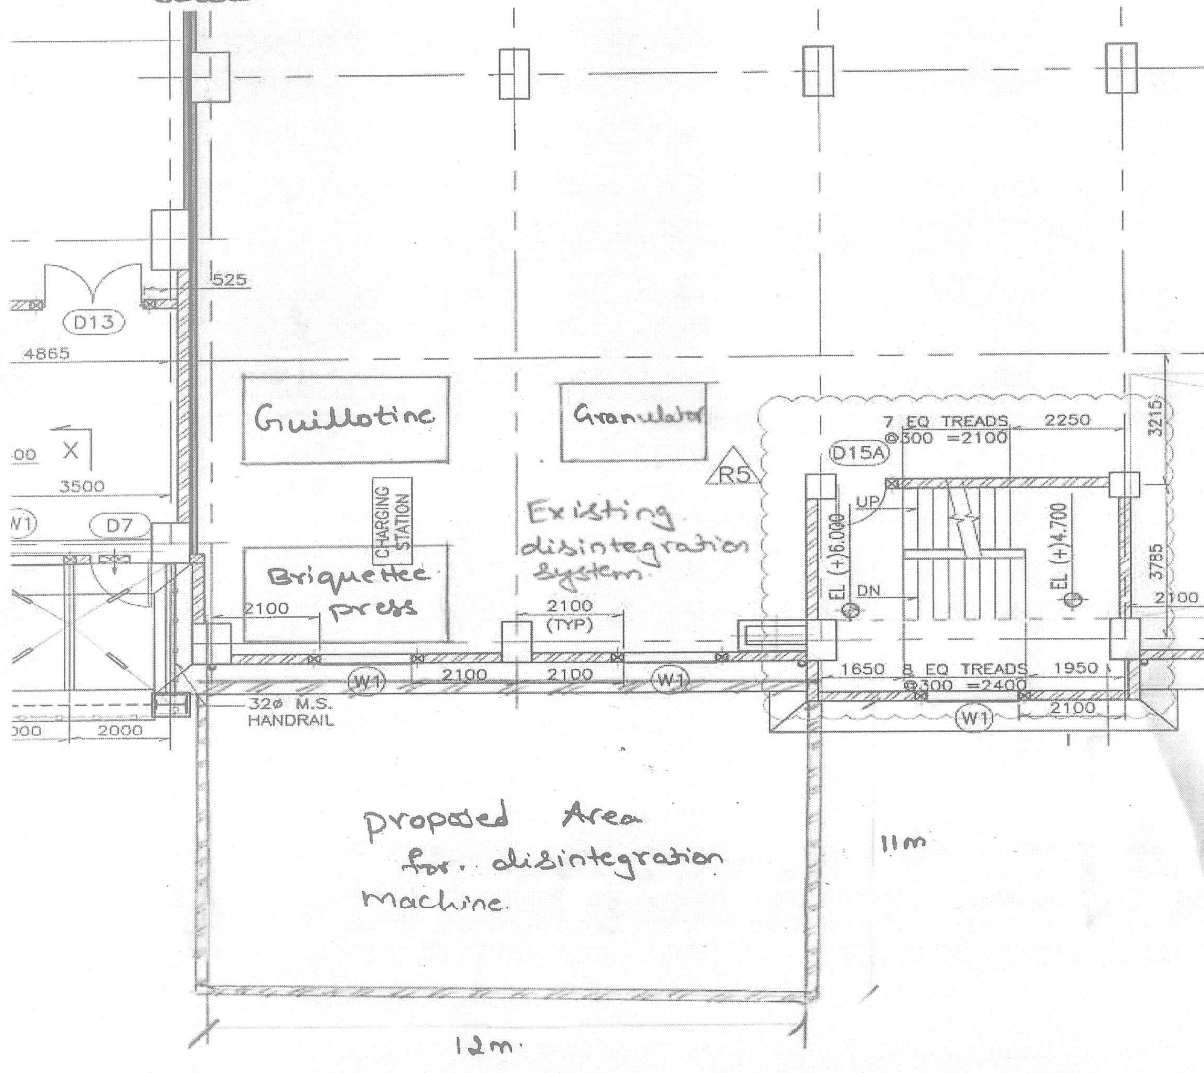 525
D13
4865
Guillotine
Granulator
7 EQ TREADS
@300 =2100
2250
3215
D15A
R5
.00
X
3500
W1
D7
CHARGING
STATION
Existing
disintegration
system.
UP
EL (+)6.000
EL (+)4.700
3785
Briquettee
press
DN
2100
2100
(TYP)
2100
W1
2100
2100
W1
1650
8 EQ TREADS
@300 =2400
1950
32ø M.S.
HANDRAIL
W1
2100
000
2000
proposed Area
for. disintegration
Machine.
11m
12m.